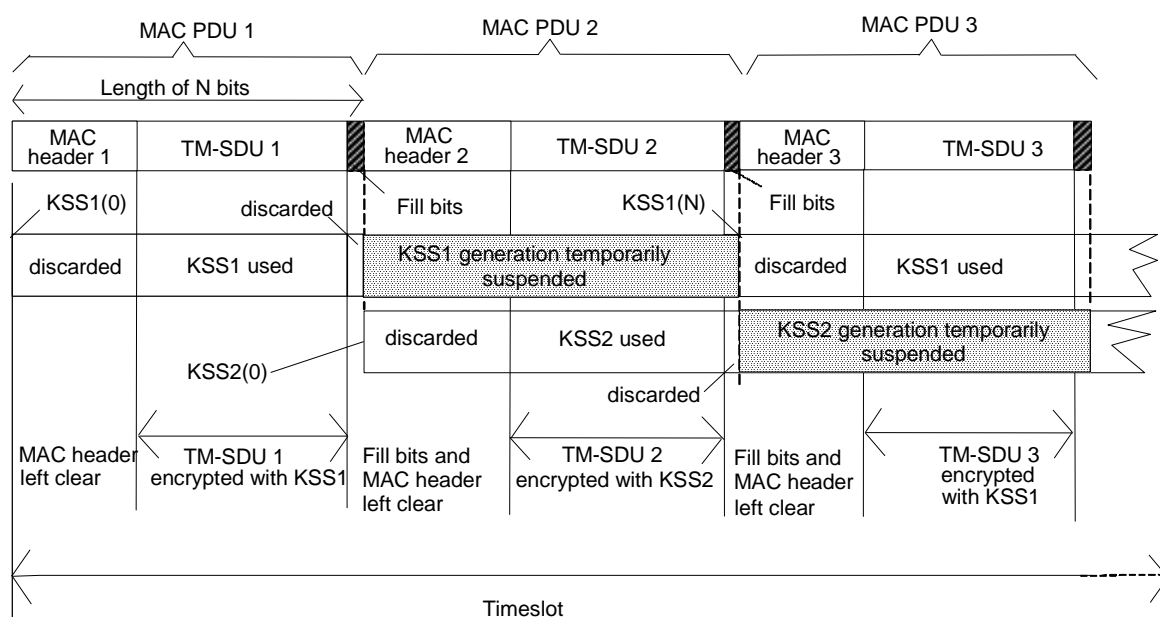 MAC PDU 1
MAC PDU 2
MAC PDU 3
Length of N bits
MAC
header 1
TM-SDU 1
MAC
header 2
TM-SDU 2
MAC
header 3
TM-SDU 3
KSS1(0)
discarded
Fill bits
KSS1(N)
Fill bits
discarded
KSS1 used
KSS1 generation temporarily
suspended
discarded
KSS1 used
KSS2(0)
discarded
KSS2 used
KSS2 generation temporarily
suspended
discarded
MAC header
left clear
TM-SDU 1
encrypted with KSS1
Fill bits and
MAC header
left clear
TM-SDU 2
encrypted with KSS2
Fill bits and
MAC header
left clear
TM-SDU 3
encrypted
with KSS1
Timeslot